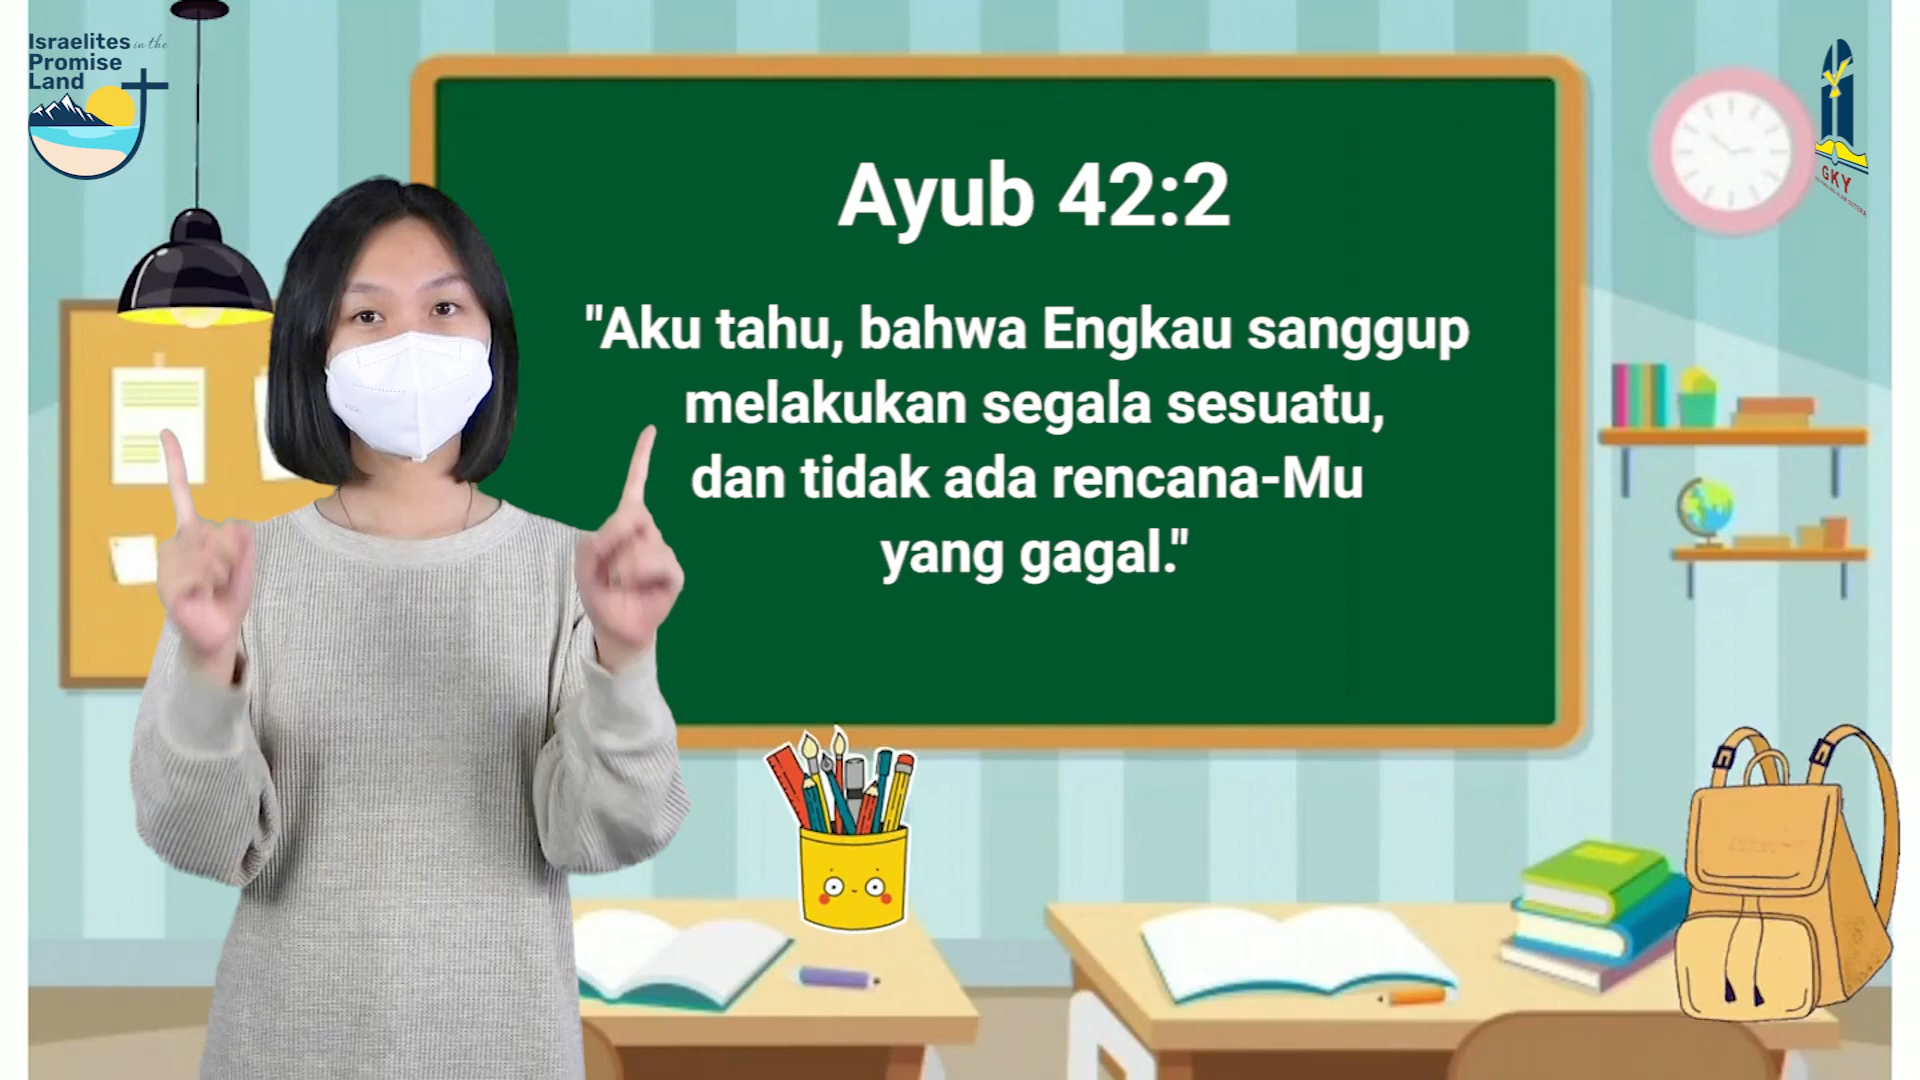 Israelites in the
Promise
Land
GKY
Ayub 42:2
"Aku tahu, bahwa Engkau sanggup
melakukan segala sesuatu,
dan tidak ada rencana-Mu
yang gagal."